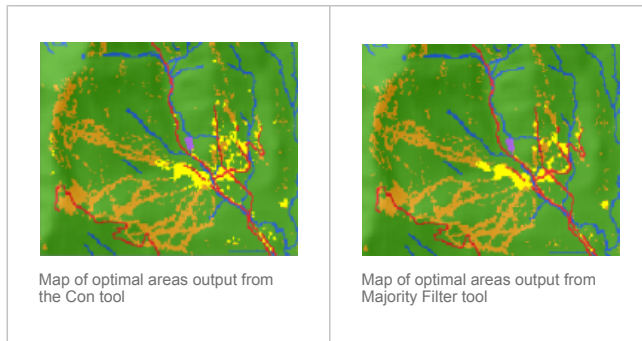 Map of optimal areas output from
the Con tool
Map of optimal areas output from
Majority Filter tool